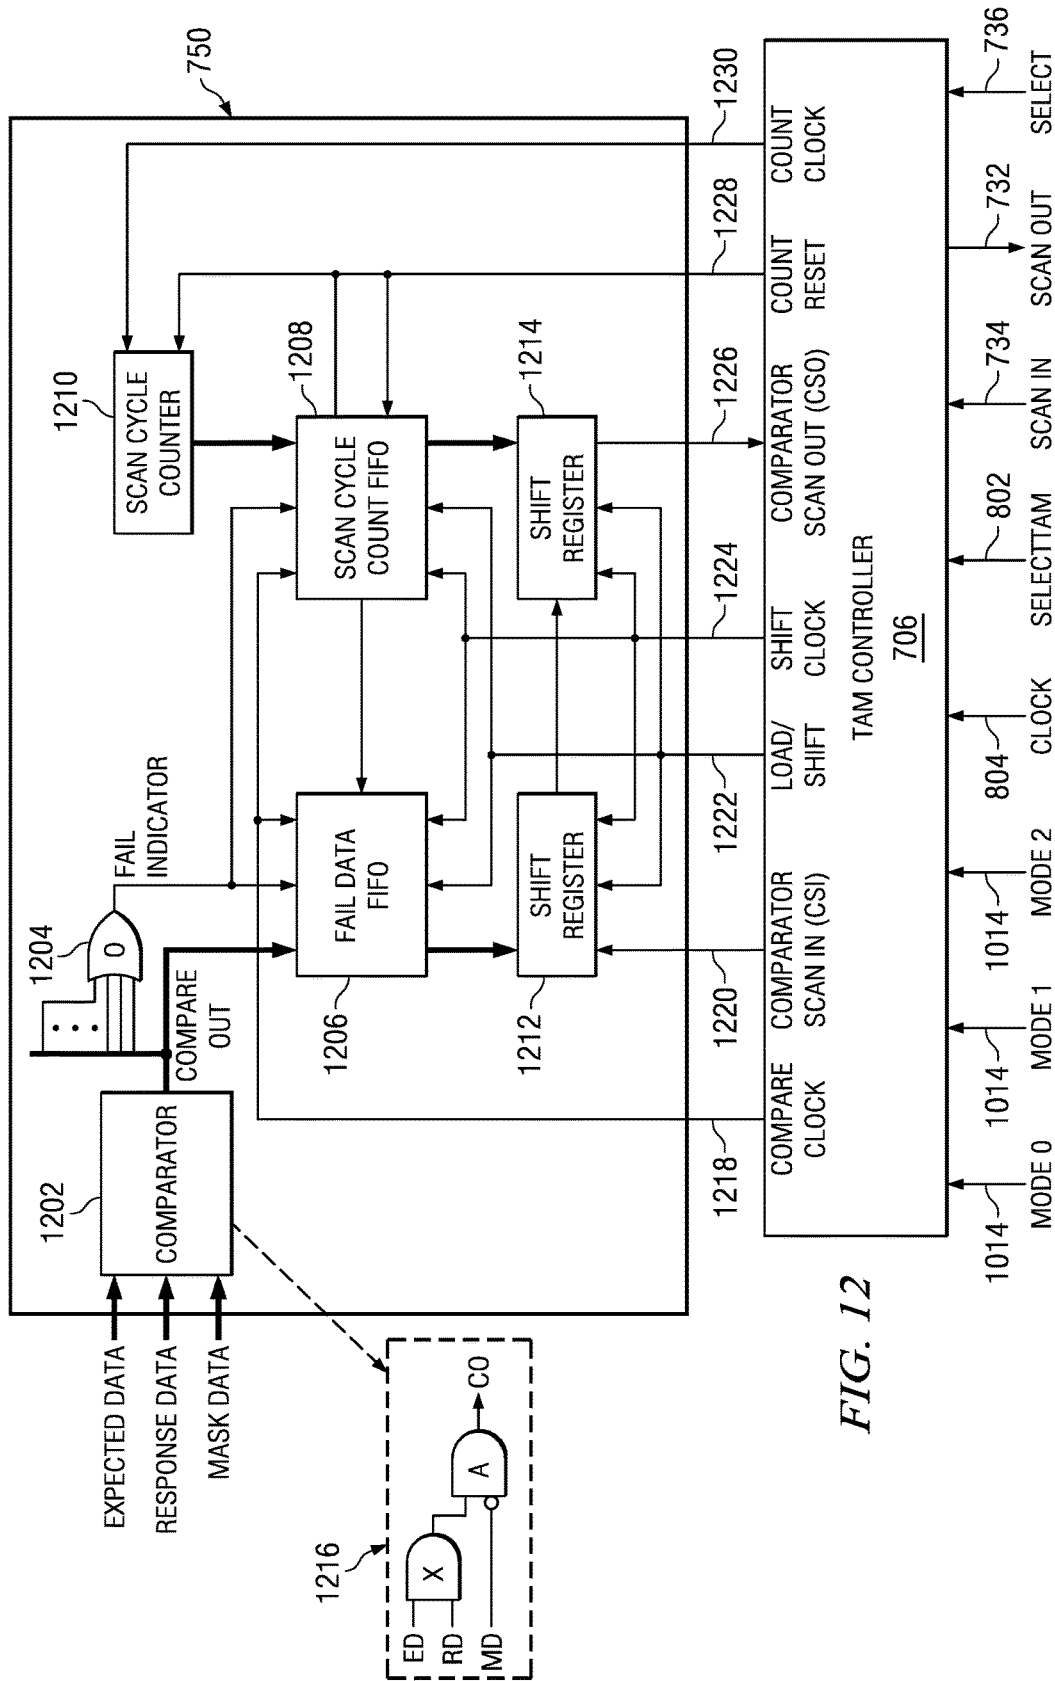 750
1210
SCAN CYCLE
COUNTER
FAIL
INDICATOR
1204
O
COMPARE
OUT
1202
COMPARATOR
EXPECTED DATA
RESPONSE DATA
MASK DATA
1208
SCAN CYCLE
COUNT FIFO
FAIL DATA
FIFO
1206
1214
SHIFT
REGISTER
SHIFT
REGISTER
1212
1216
ED
RD
MD
X
A
CO
1218
1220
1222
1224
1226
1228
1230
COMPARE
CLOCK
COMPARATOR
SCAN IN (CSI)
LOAD/
SHIFT
SHIFT
CLOCK
COMPARATOR
SCAN OUT (CSO)
COUNT
RESET
COUNT
CLOCK
TAM CONTROLLER
706
1014
1014
1014
804
802
734
732
736
MODE 0
MODE 1
MODE 2
CLOCK
SELECTTAM
SCAN IN
SCAN OUT
SELECT
FIG. 12